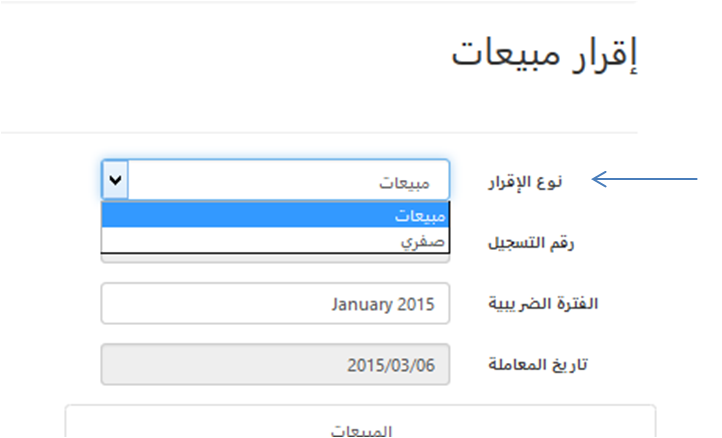 إقرار مبيعات
نوع الإقرار
مبيعات
مبيعات
صفري
رقم التسجيل
الفترة الضريبية
January 2015
تاريخ المعاملة
2015/03/06
المبيعات